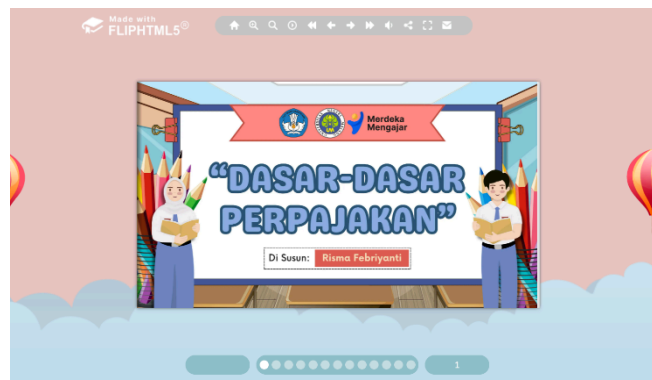 Made with
FLIPHTML5
Merdeka
Mengajar
“DASAR-DASAR
PERPAJAKAN”
Di Susun: Risma Febriyanti
1